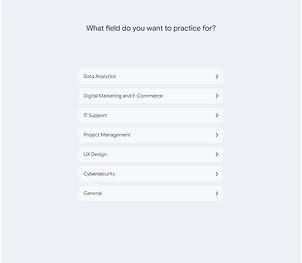 What field do you want to practice for?
Data Analytics
Digital Marketing and E-Commerce
IT Support
Project Management
UX Design
Cybersecurity
General